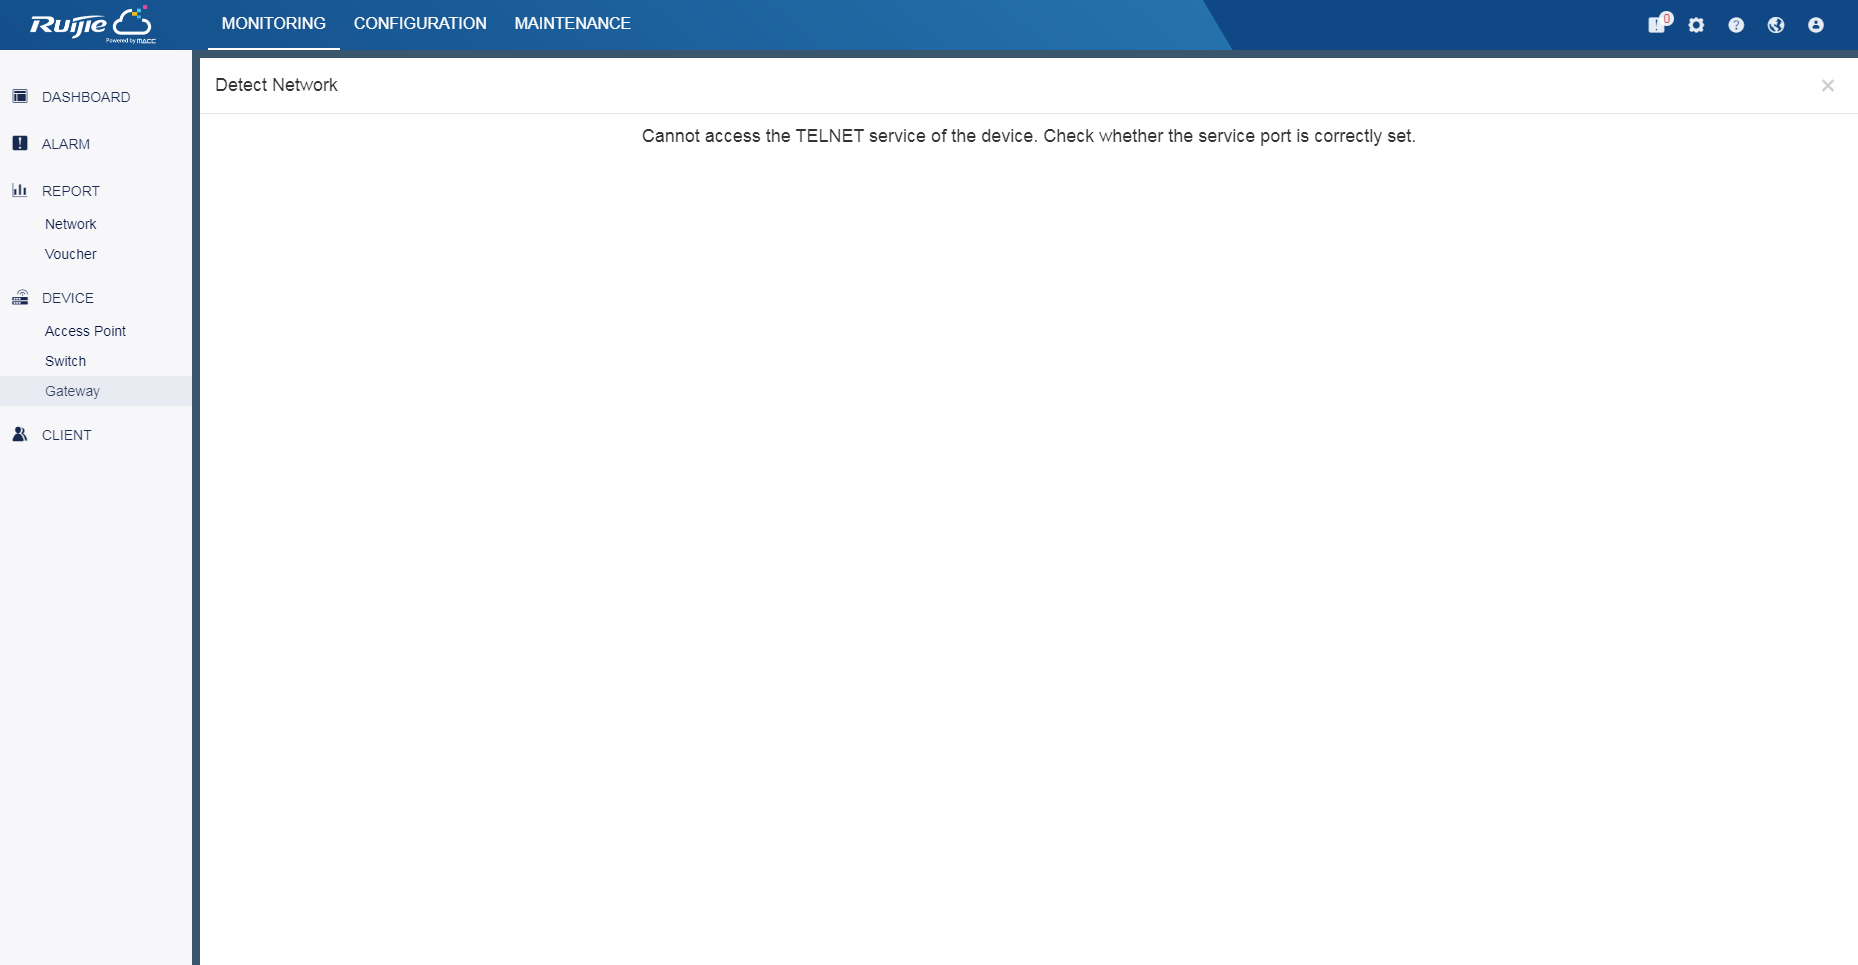 Ruijie
Powered by MACC
MONITORING
CONFIGURATION
MAINTENANCE
0
DASHBOARD
ALARM
REPORT
Network
Voucher
DEVICE
Access Point
Switch
Gateway
CLIENT
Detect Network
×
Cannot access the TELNET service of the device. Check whether the service port is correctly set.